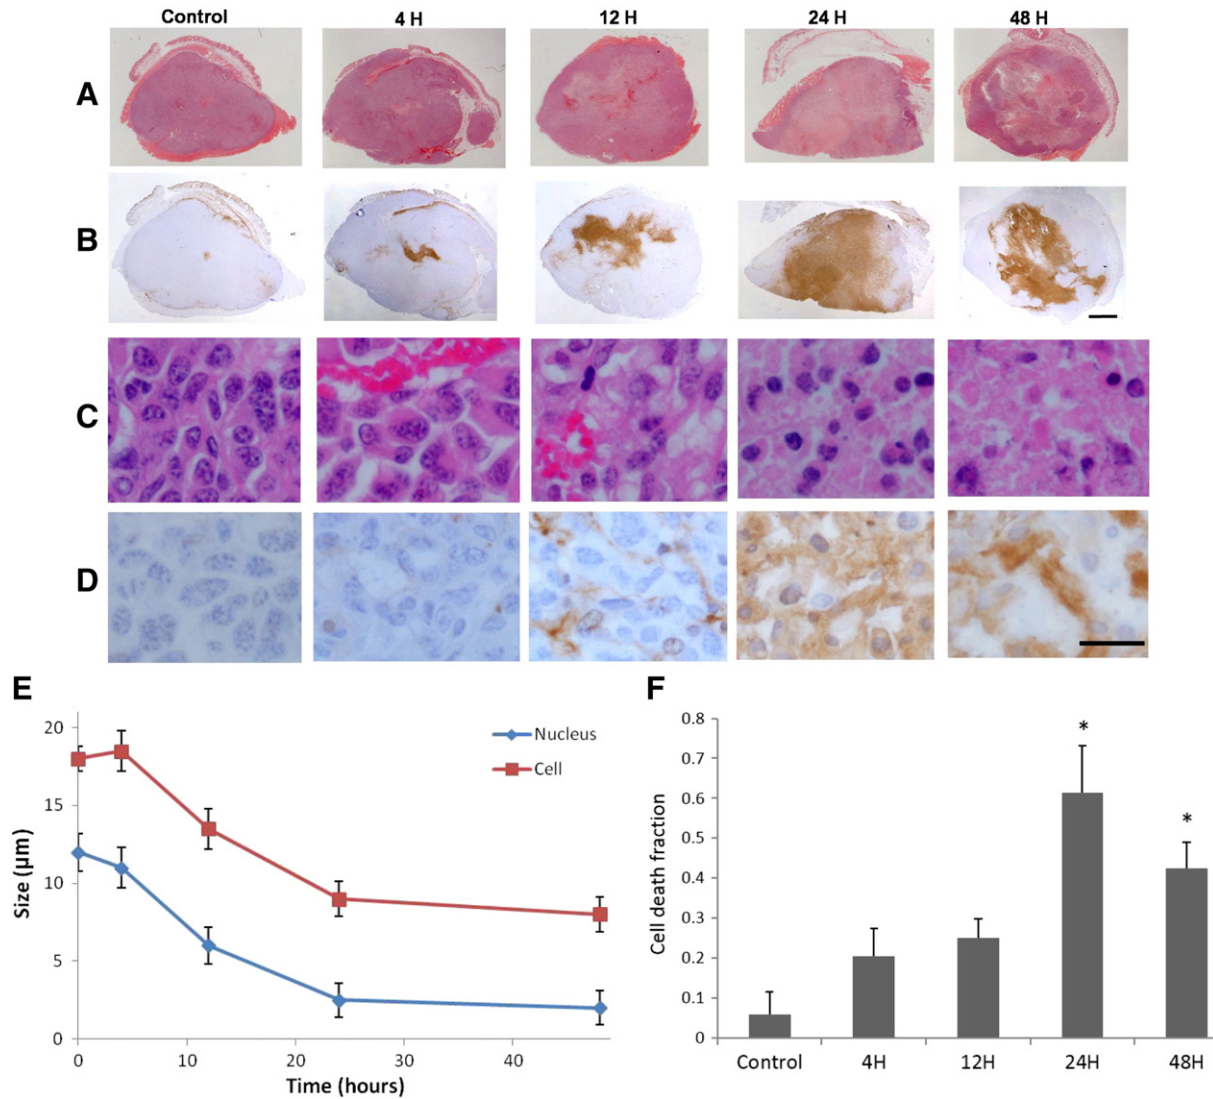 Control 4 H 12 H 24 H 48 H
A
B
C
D
E
20
15
10
5
0
Size (µm)
Nucleus
Cell
0 10 20 30 40
Time (hours)
F
0.8
0.7
0.6
0.5
0.4
0.3
0.2
0.1
0
Cell death fraction
*
*
Control 4H 12H 24H 48H